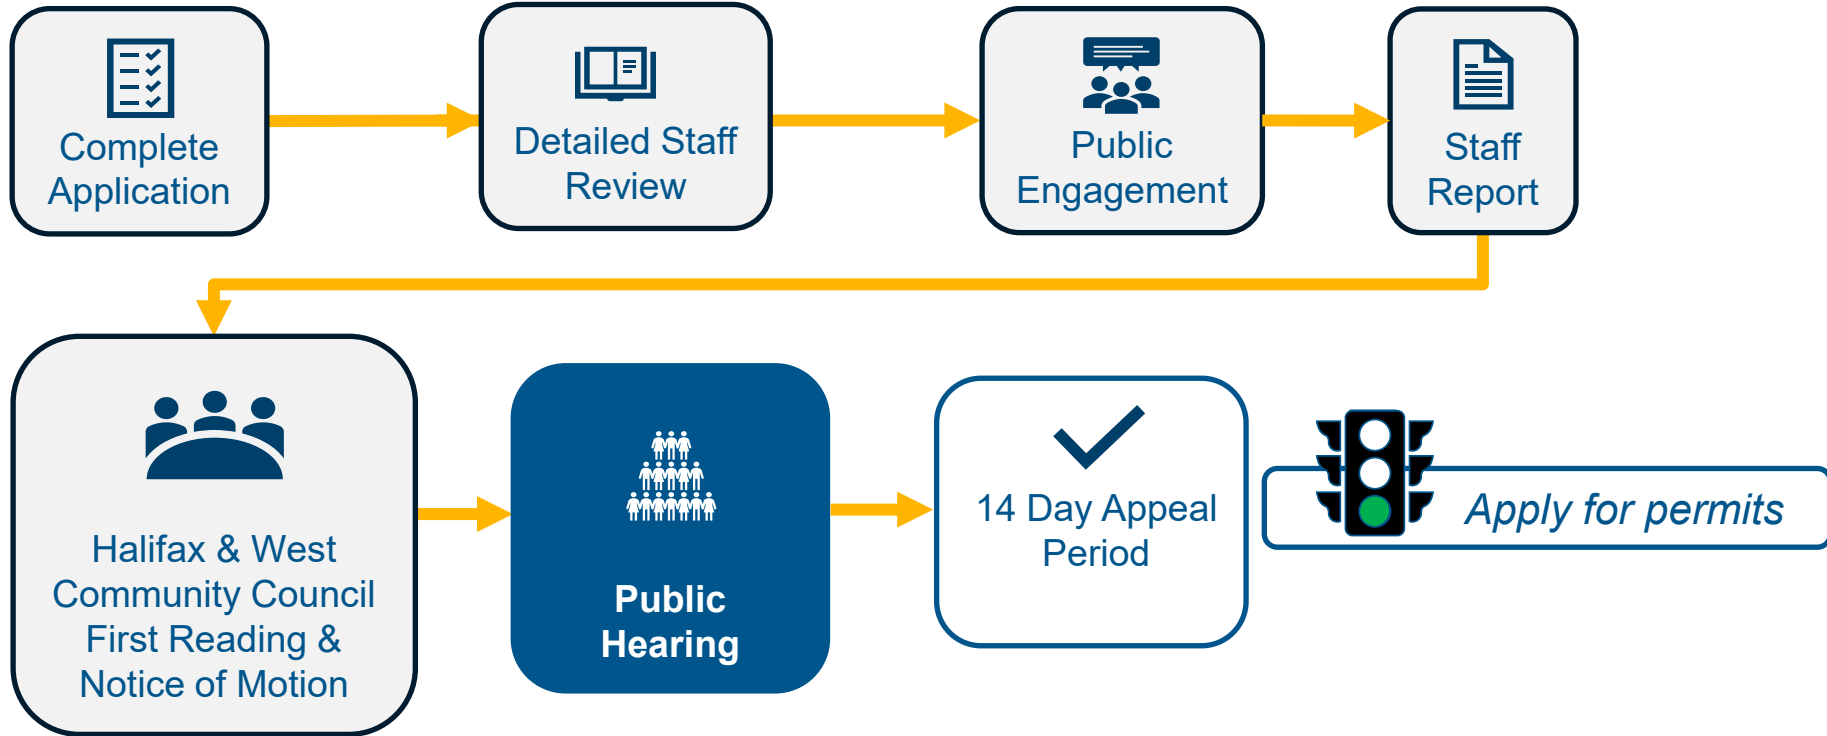 Complete
Application
Detailed Staff
Review
Public
Engagement
Staff
Report
Halifax & West
Community Council
First Reading &
Notice of Motion
Public
Hearing
14 Day Appeal
Period
Apply for permits